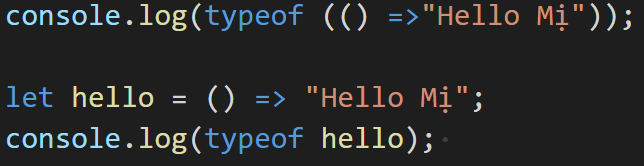 console.log(typeof (() =>"Hello Mị"));
let hello = () => "Hello Mị";
console.log(typeof hello);